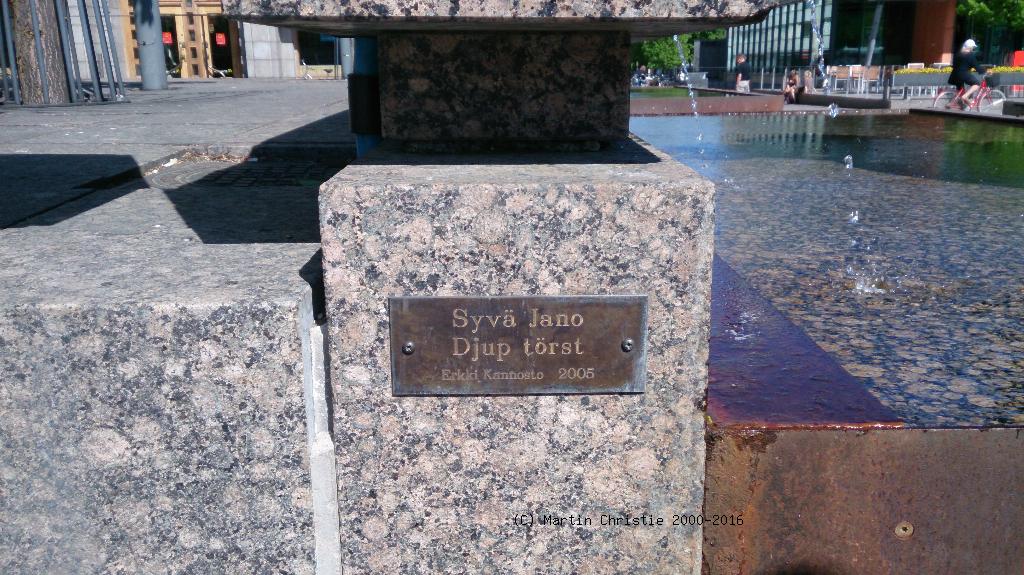 Syvä Jano
Djup törst
Erkki Kannosto 2005
(C) Martin Christie 2000-2016